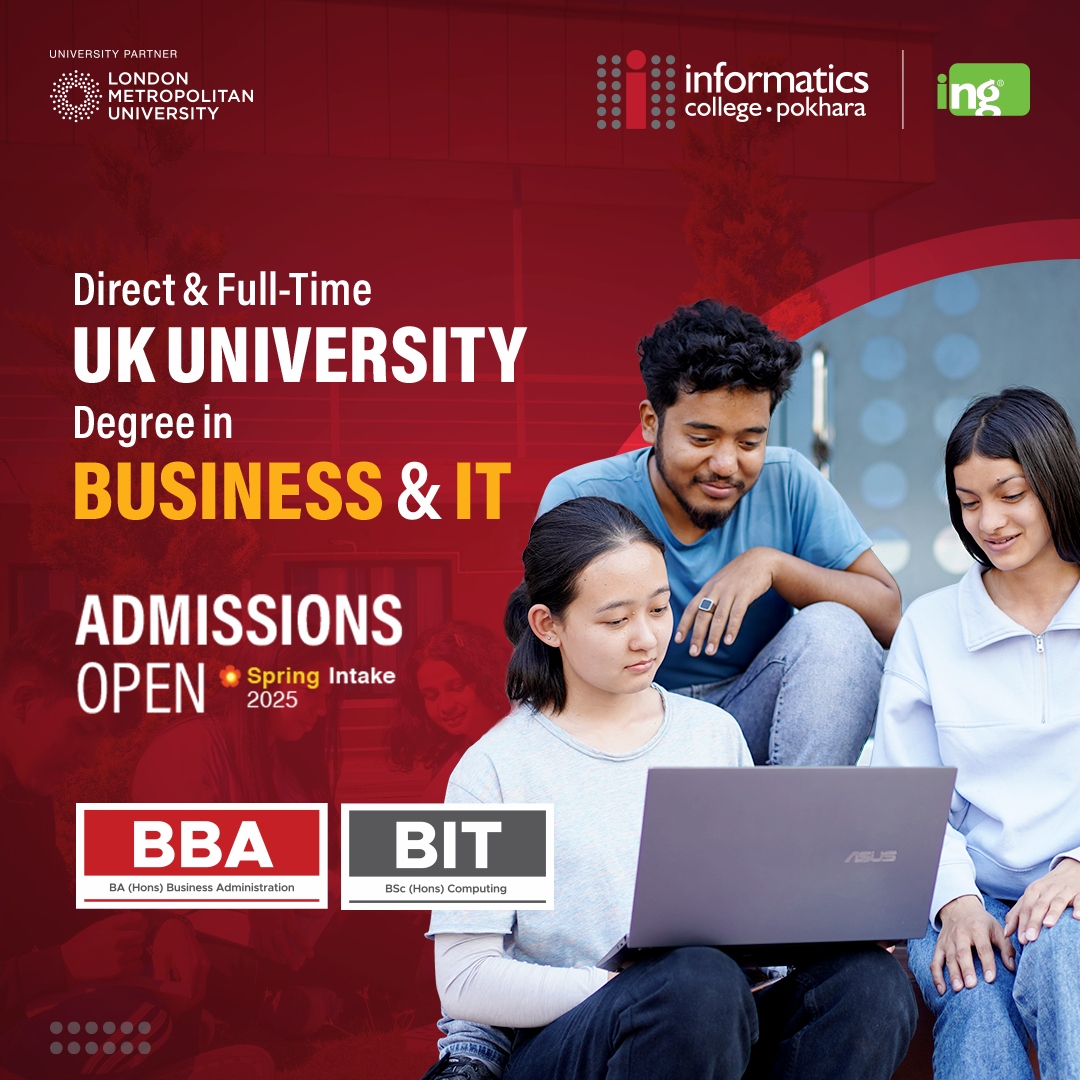 UNIVERSITY PARTNER
LONDON
METROPOLITAN
UNIVERSITY
informatics
college • pokhara
ing®
Direct & Full-Time
UK UNIVERSITY
Degree in
BUSINESS & IT
ADMISSIONS
OPEN
Spring Intake
2025
BBA
BA (Hons) Business Administration
BIT
BSc (Hons) Computing
ASUS